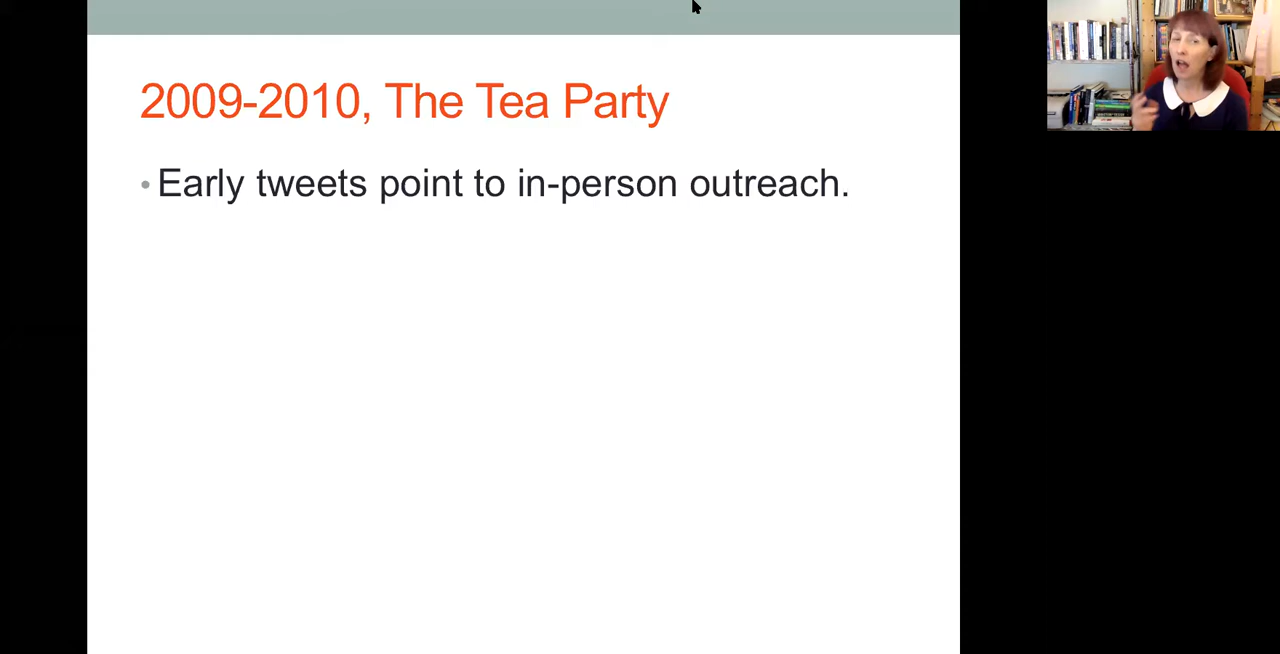 2009-2010, The Tea Party
• Early tweets point to in-person outreach.